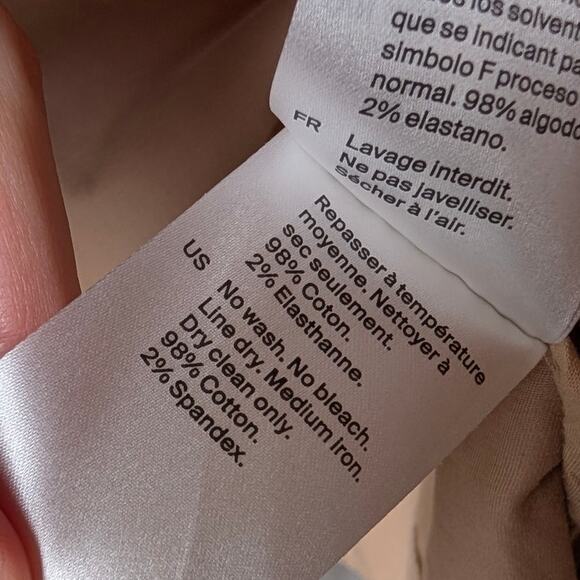 los solvent
que se indicant pa
simbolo F proceso
normal. 98% algodo
2% elastano.
FR
Lavage interdit.
Ne pas javelliser.
Sécher à l'air.
Repasser à température
moyenne. Nettoyer à
sec seulement.
98% Coton.
2% Elasthanne.
US
No wash. No bleach.
Line dry. Medium iron.
Dry clean only.
98% Cotton.
2% Spandex.